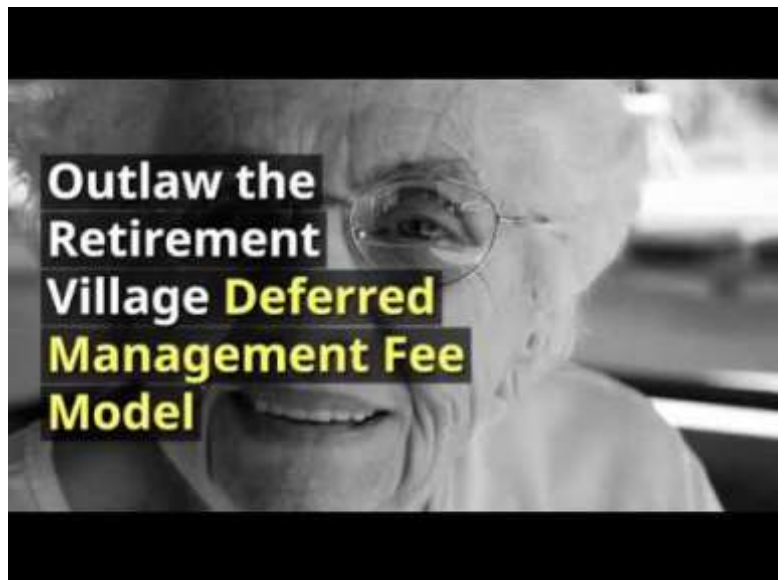 Outlaw the
Retirement
Village Deferred
Management Fee
Model